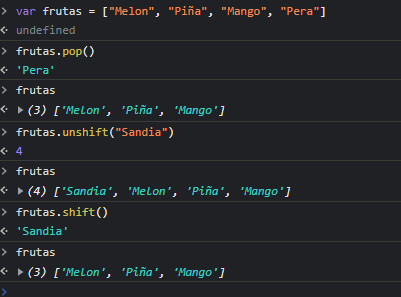 > var frutas = ["Melon", "Piña", "Mango", "Pera"]
<· undefined
> frutas.pop()
<· 'Pera'
> frutas
<· ▶ (3) ['Melon', 'Piña', 'Mango']
> frutas.unshift("Sandia")
<· 4
> frutas
<· ▶ (4) ['Sandia', 'Melon', 'Piña', 'Mango']
> frutas.shift()
<· 'Sandia'
> frutas
<· ▶ (3) ['Melon', 'Piña', 'Mango']
>